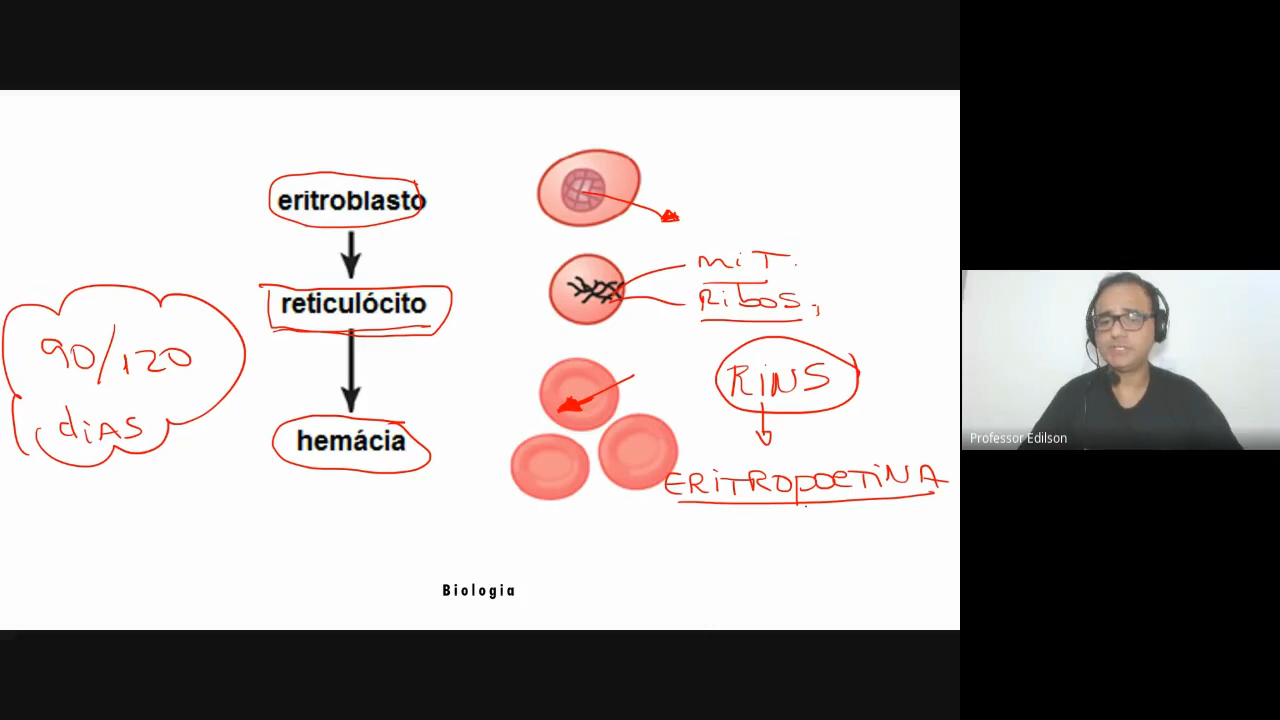 eritroblasto
miT.
reticulócito
Ribos,
90/120
dias
RiNS
hemácia
ERiTROpOETiNA
Professor Edilson
Biologia